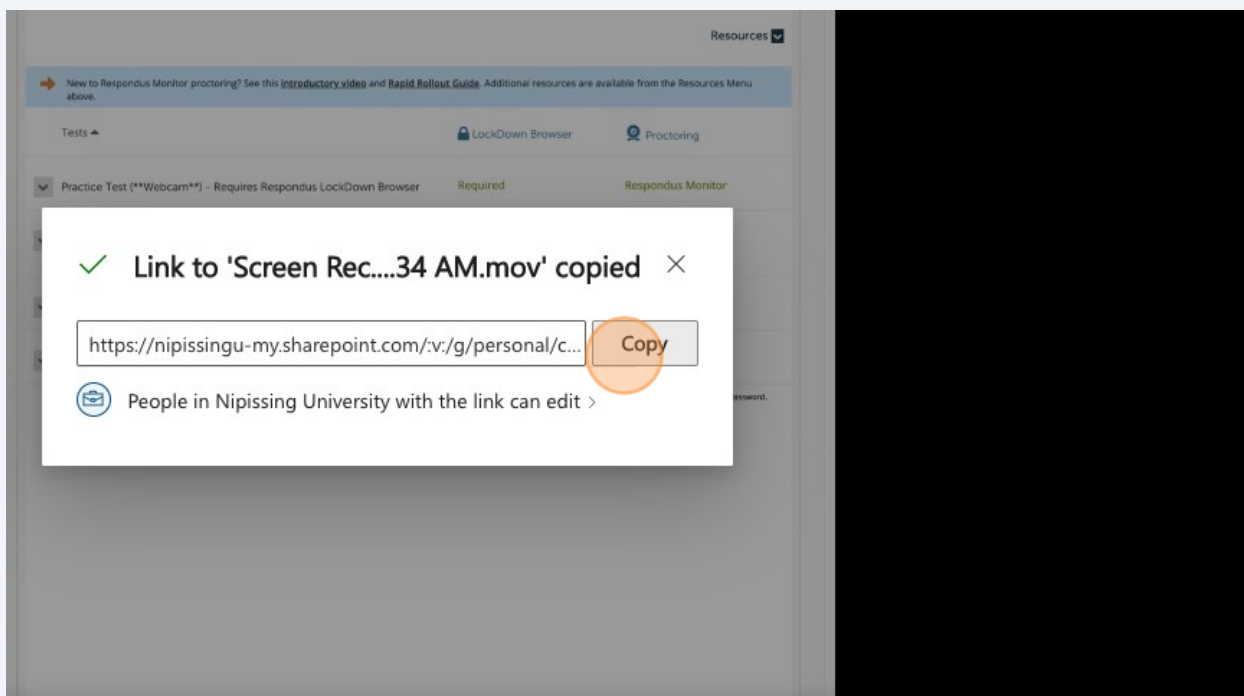 Resources
New to Respondus Monitor proctoring? See this introductory video and Rapid Rollout Guide. Additional resources are available from the Resources Menu
above.
Tests LockDown Browser Proctoring
Practice Test (**Webcam**) - Requires Respondus LockDown Browser Required Respondus Monitor
Link to 'Screen Rec....34 AM.mov' copied
https://nipissingu-my.sharepoint.com/:v:/g/personal/c... Copy
People in Nipissing University with the link can edit >
assword.